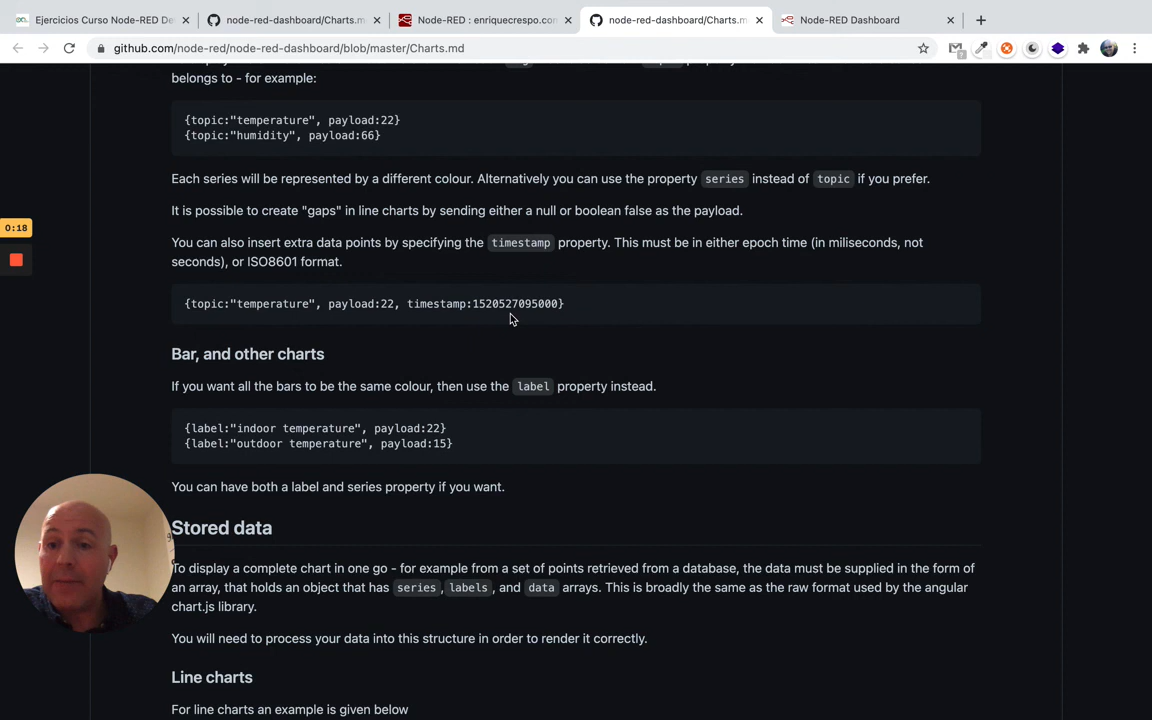 Ejercicios Curso Node-RED De
node-red-dashboard/Charts.m
Node-RED : enriquecrespo.com
node-red-dashboard/Charts.m
Node-RED Dashboard
github.com/node-red/node-red-dashboard/blob/master/Charts.md
belongs to - for example:
{topic:"temperature", payload:22}
{topic:"humidity", payload:66}
Each series will be represented by a different colour. Alternatively you can use the property series instead of topic if you prefer.
It is possible to create "gaps" in line charts by sending either a null or boolean false as the payload.
0:18
You can also insert extra data points by specifying the timestamp property. This must be in either epoch time (in miliseconds, not
seconds), or ISO8601 format.
{topic:"temperature", payload:22, timestamp:1520527095000}
Bar, and other charts
If you want all the bars to be the same colour, then use the label property instead.
{label:"indoor temperature", payload:22}
{label:"outdoor temperature", payload:15}
You can have both a label and series property if you want.
Stored data
To display a complete chart in one go - for example from a set of points retrieved from a database, the data must be supplied in the form of
an array, that holds an object that has series, labels, and data arrays. This is broadly the same as the raw format used by the angular
chart.js library.
You will need to process your data into this structure in order to render it correctly.
Line charts
For line charts an example is given below